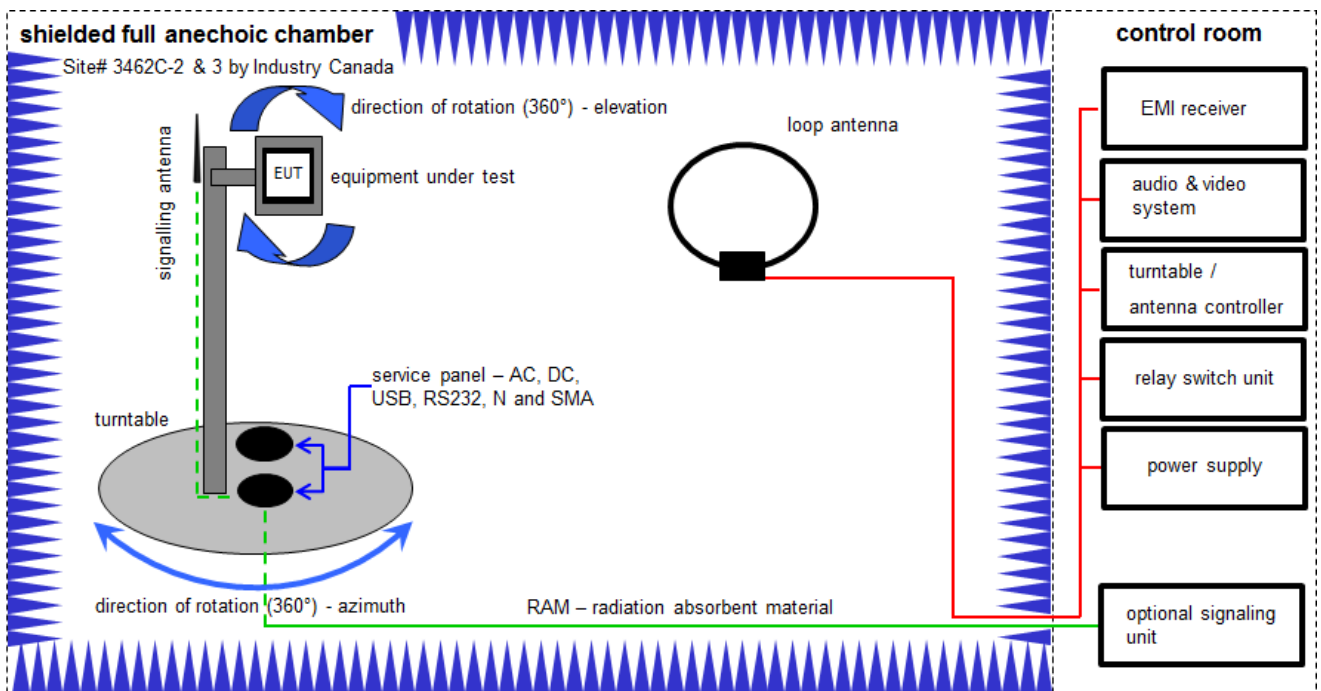 shielded full anechoic chamber
Site# 3462C-2 & 3 by Industry Canada
direction of rotation (360°) - elevation
signalling antenna
EUT
equipment under test
loop antenna
service panel – AC, DC,
USB, RS232, N and SMA
turntable
direction of rotation (360°) - azimuth
RAM – radiation absorbent material
control room
EMI receiver
audio & video
system
turntable /
antenna controller
relay switch unit
power supply
optional signaling
unit